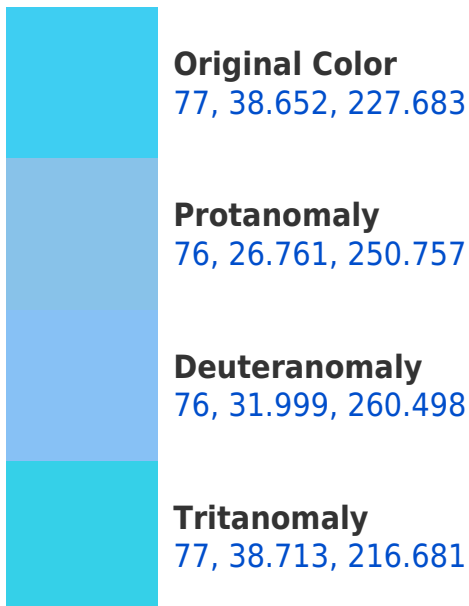 Original Color
77, 38.652, 227.683
Protanomaly
76, 26.761, 250.757
Deuteranomaly
76, 31.999, 260.498
Tritanomaly
77, 38.713, 216.681